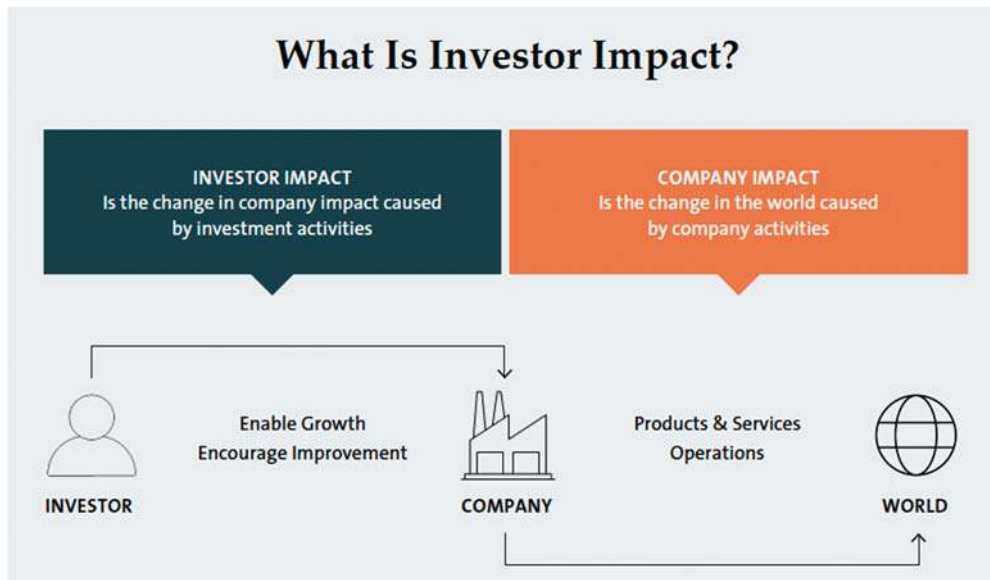 What Is Investor Impact?
INVESTOR IMPACT
Is the change in company impact caused
by investment activities
COMPANY IMPACT
Is the change in the world caused
by company activities
Enable Growth
Encourage Improvement
Products & Services
Operations
INVESTOR
COMPANY
WORLD